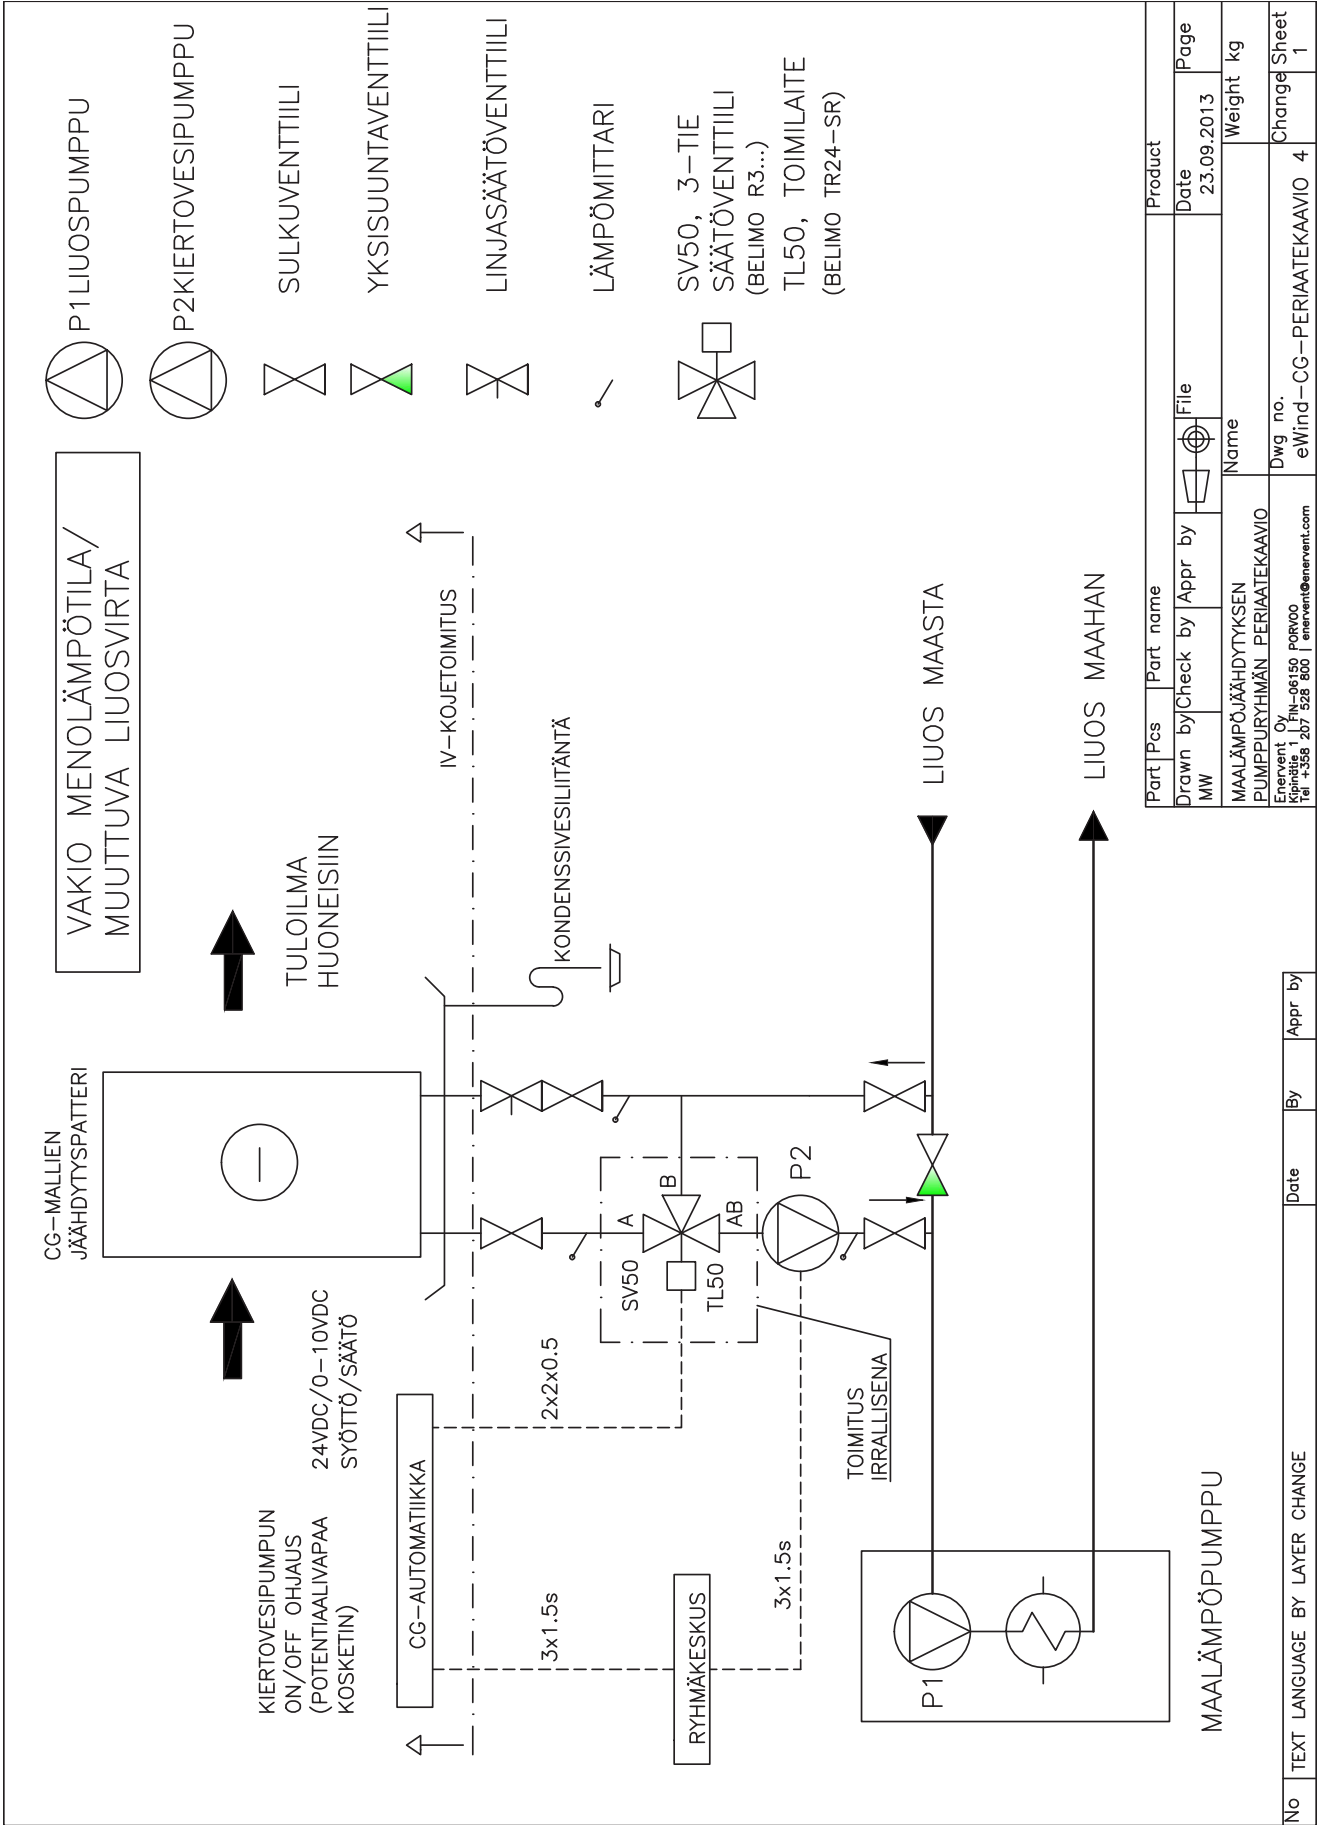 VAKIO MENOLÄMPÖTILA/
MUUTTUVA LIUOSVIRTA
P1LIUOSPUMPPU
P2KIERTOVESIPUMPPU
SULKUVENTTIILI
YKSISUUNTAVENTTIILI
LINJASÄÄTÖVENTTIILI
LÄMPÖMITTARI
SV50, 3-TIE
SÄÄTÖVENTTIILI
(BELIMO R3...)
TL50, TOIMILAITE
(BELIMO TR24-SR)
CG-MALLIEN
JÄÄHDYTYSPATTERI
TULOILMA
HUONEISIIN
KIERTOVESIPUMPUN
ON/OFF OHJAUS
(POTENTIAALIVAPAA
KOSKETIN)
24VDC/0-10VDC
SYÖTTÖ/SÄÄTÖ
CG-AUTOMATIIKKA
IV-KOJETOIMITUS
KONDENSSIVESILIITÄNTÄ
3x1.5s
2x2x0.5
SV50
A
B
TL50
AB
RYHMÄKESKUS
3x1.5s
P2
TOIMITUS
IRRALLISENA
LIUOS MAASTA
P1
LIUOS MAAHAN
MAALÄMPÖPUMPPU
No
TEXT LANGUAGE BY LAYER CHANGE
Date
By
Appr by
Part
Pcs
Part name
Product
Drawn by
MW
Check by
Appr by
File
Date
23.09.2013
Page
MAALÄMPÖJÄÄHDYTYKSEN
PUMPPURYHMÄN PERIAATEKAAVIO
Name
Weight kg
Enervent Oy
Kipinätie 1 | FIN-06150 PORVOO
Tel +358 207 528 800 | enervent@enervent.com
Dwg no.
eWind-CG-PERIAATEKAAVIO 4
Change
Sheet
1